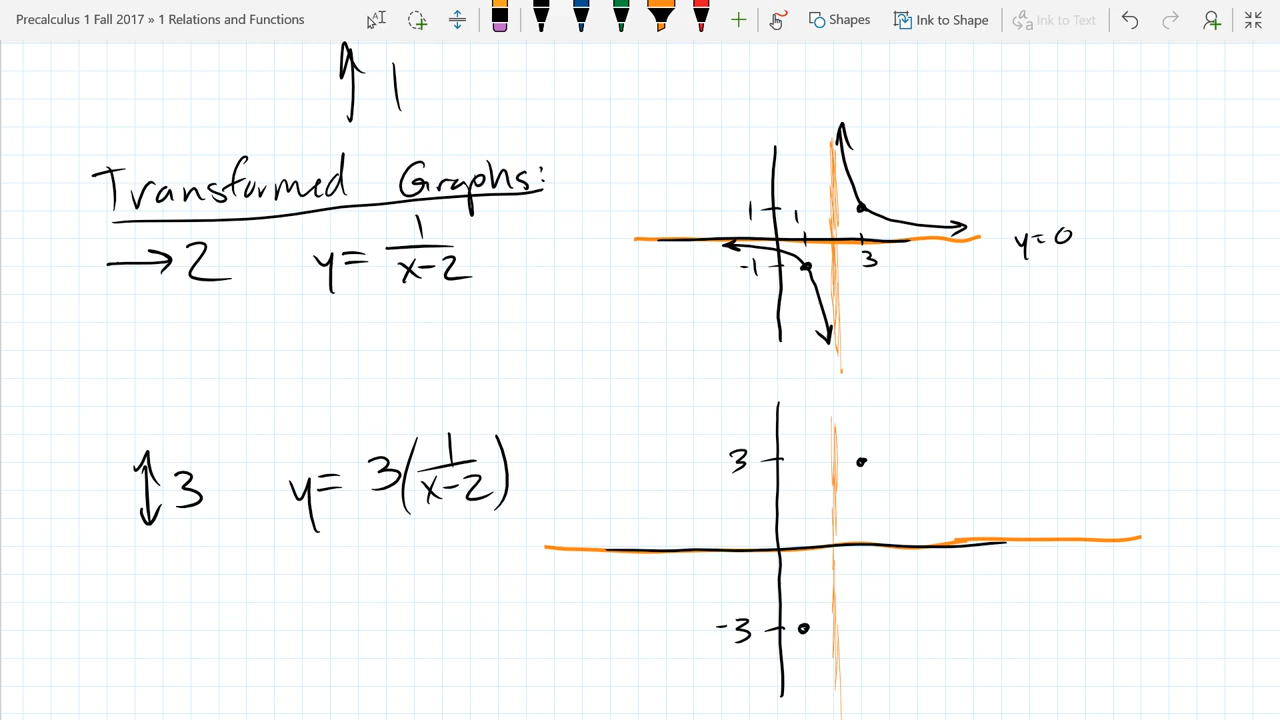 Precalculus 1 Fall 2017 » 1 Relations and Functions
Shapes
Ink to Shape
Ink to Text
1
Transformed Graphs:
→ 2 y = 1/(x-2)
1 1
-1 3
y = 0
↕ 3 y = 3(1/(x-2))
3
-3